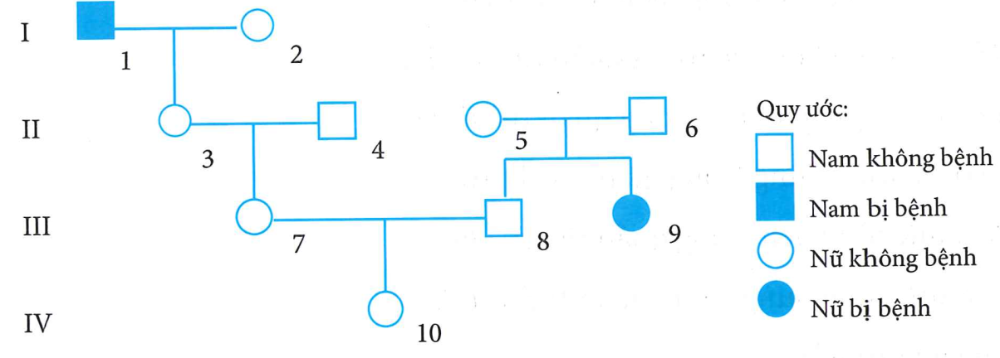 I
1
2
II
3
4
5
6
III
7
8
9
IV
10
Quy ước:
Nam không bệnh
Nam bị bệnh
Nữ không bệnh
Nữ bị bệnh